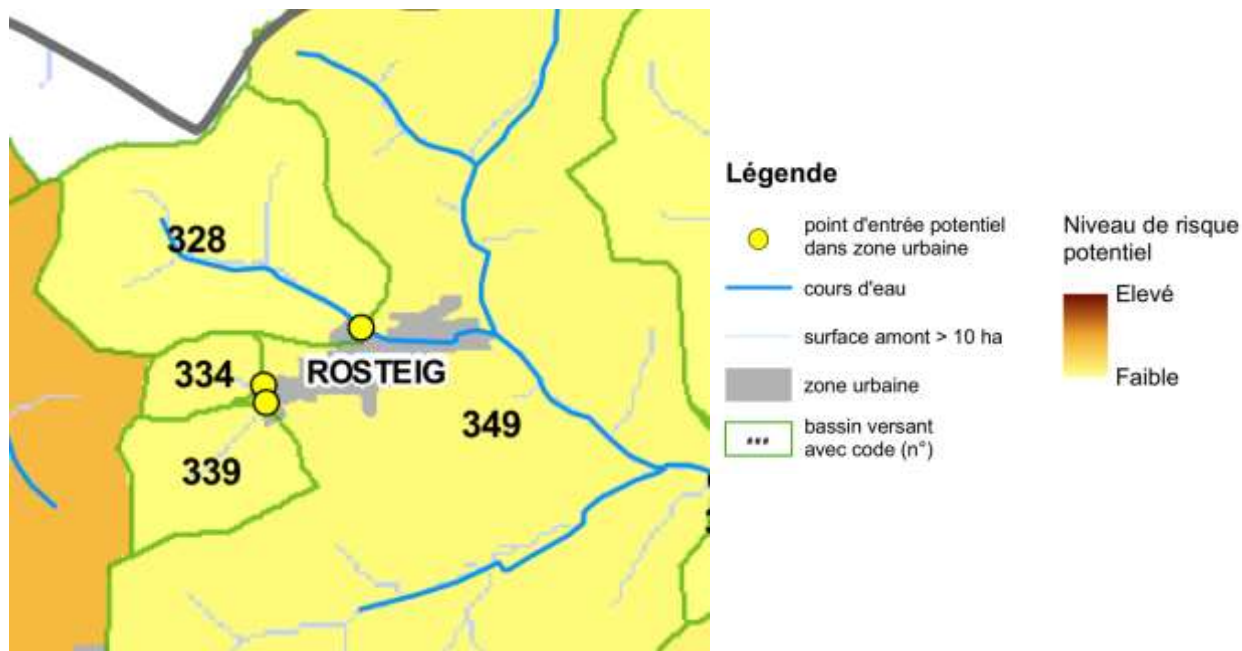 328
334
ROSTEIG
349
339
Légende
point d'entrée potentiel
dans zone urbaine
cours d'eau
surface amont > 10 ha
zone urbaine
###
bassin versant
avec code (n°)
Niveau de risque
potentiel
Elevé
Faible